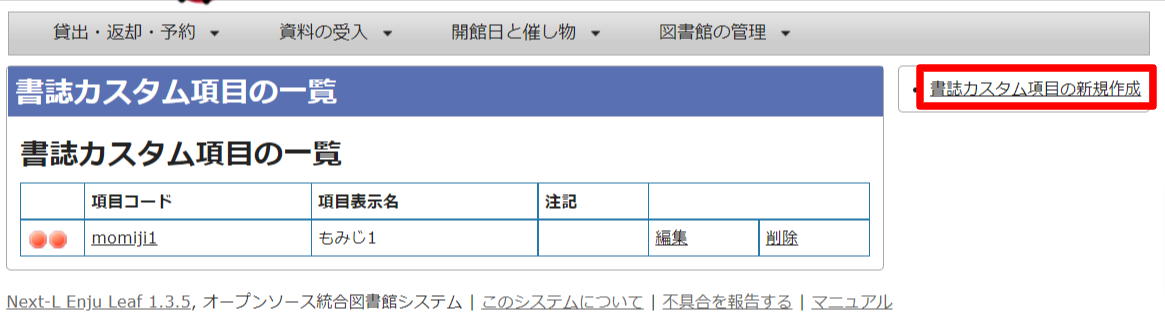 貸出・返却・予約 ▼ 資料の受入 ▼ 開館日と催し物 ▼ 図書館の管理 ▼
書誌カスタム項目の一覧
• 書誌カスタム項目の新規作成
書誌カスタム項目の一覧
項目コード 項目表示名 注記
momiji1 もみじ1 編集 削除
Next-L Enju Leaf 1.3.5, オープンソース統合図書館システム | このシステムについて | 不具合を報告する | マニュアル